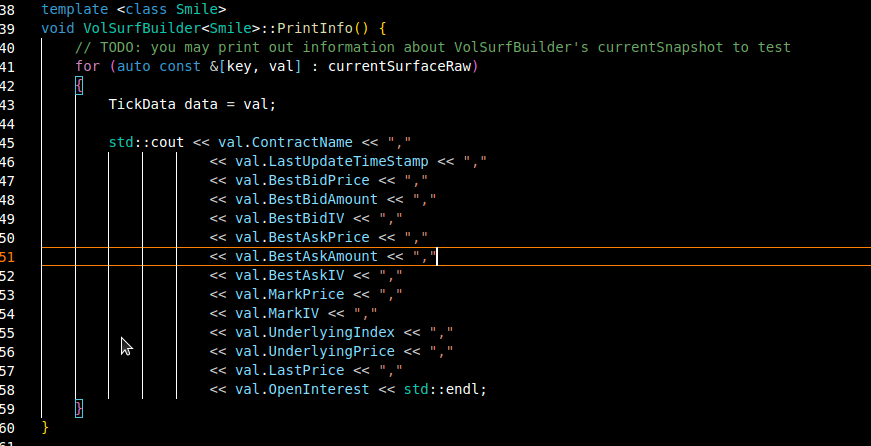 38 template <class Smile>
39 void VolSurfBuilder<Smile>::PrintInfo() {
40     // TODO: you may print out information about VolSurfBuilder's currentSnapshot to test
41     for (auto const &[key, val] : currentSurfaceRaw)
42     {
43         TickData data = val;
44
45         std::cout << val.ContractName << ","
46                     << val.LastUpdateTimeStamp << ","
47                     << val.BestBidPrice << ","
48                     << val.BestBidAmount << ","
49                     << val.BestBidIV << ","
50                     << val.BestAskPrice << ","
51                     << val.BestAskAmount << ","
52                     << val.BestAskIV << ","
53                     << val.MarkPrice << ","
54                     << val.MarkIV << ","
55                     << val.UnderlyingIndex << ","
56                     << val.UnderlyingPrice << ","
57                     << val.LastPrice << ","
58                     << val.OpenInterest << std::endl;
59     }
60 }
61